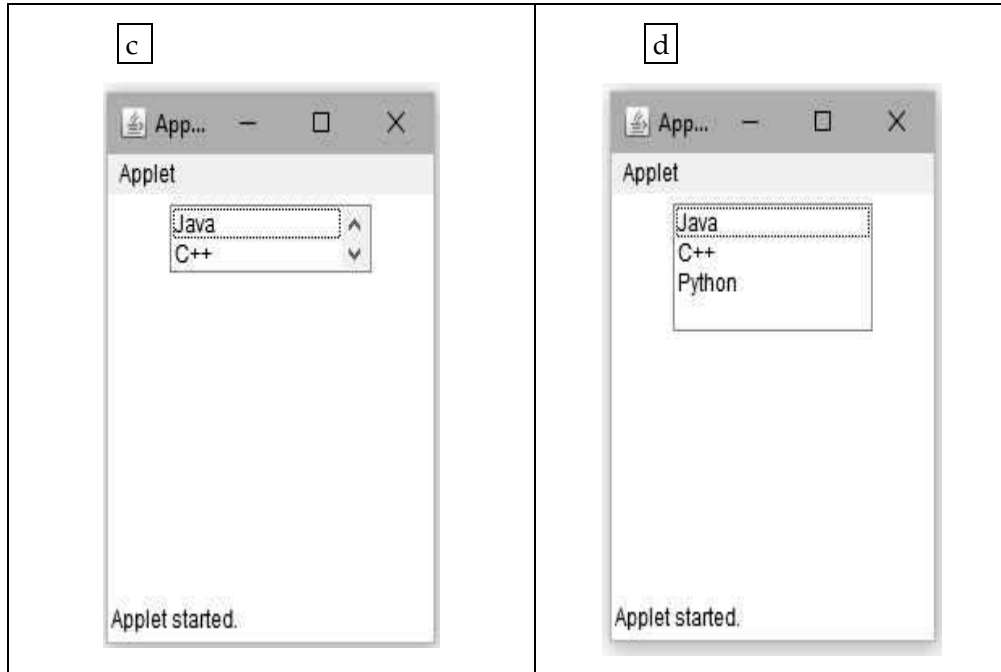 c
App...
Applet
Java
C++
Applet started.
d
App...
Applet
Java
C++
Python
Applet started.